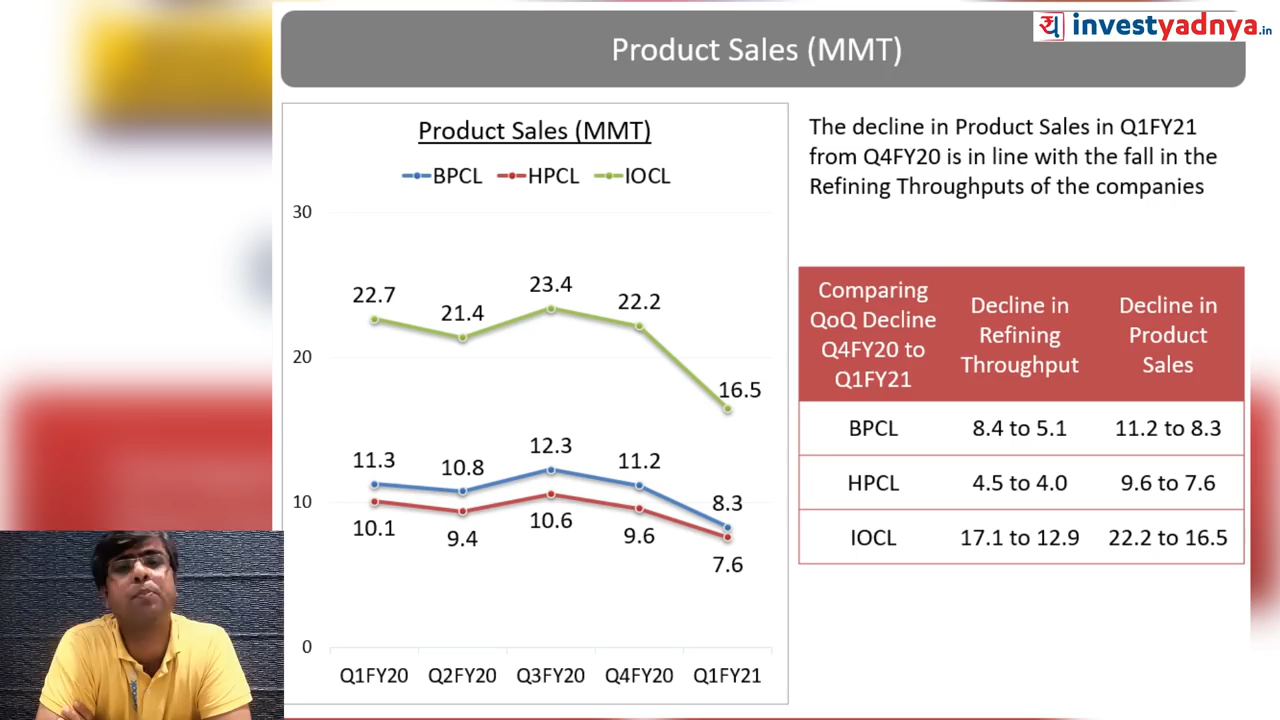 Product Sales (MMT)
यु investyadnya.in
Product Sales (MMT)
BPCL HPCL IOCL
30
20
10
0
22.7 21.4 23.4 22.2 16.5
11.3 10.8 12.3 11.2 8.3
10.1 9.4 10.6 9.6 7.6
Q1FY20 Q2FY20 Q3FY20 Q4FY20 Q1FY21
The decline in Product Sales in Q1FY21
from Q4FY20 is in line with the fall in the
Refining Throughputs of the companies
Comparing
QoQ Decline
Q4FY20 to
Q1FY21
Decline in
Refining
Throughput
Decline in
Product
Sales
BPCL 8.4 to 5.1 11.2 to 8.3
HPCL 4.5 to 4.0 9.6 to 7.6
IOCL 17.1 to 12.9 22.2 to 16.5